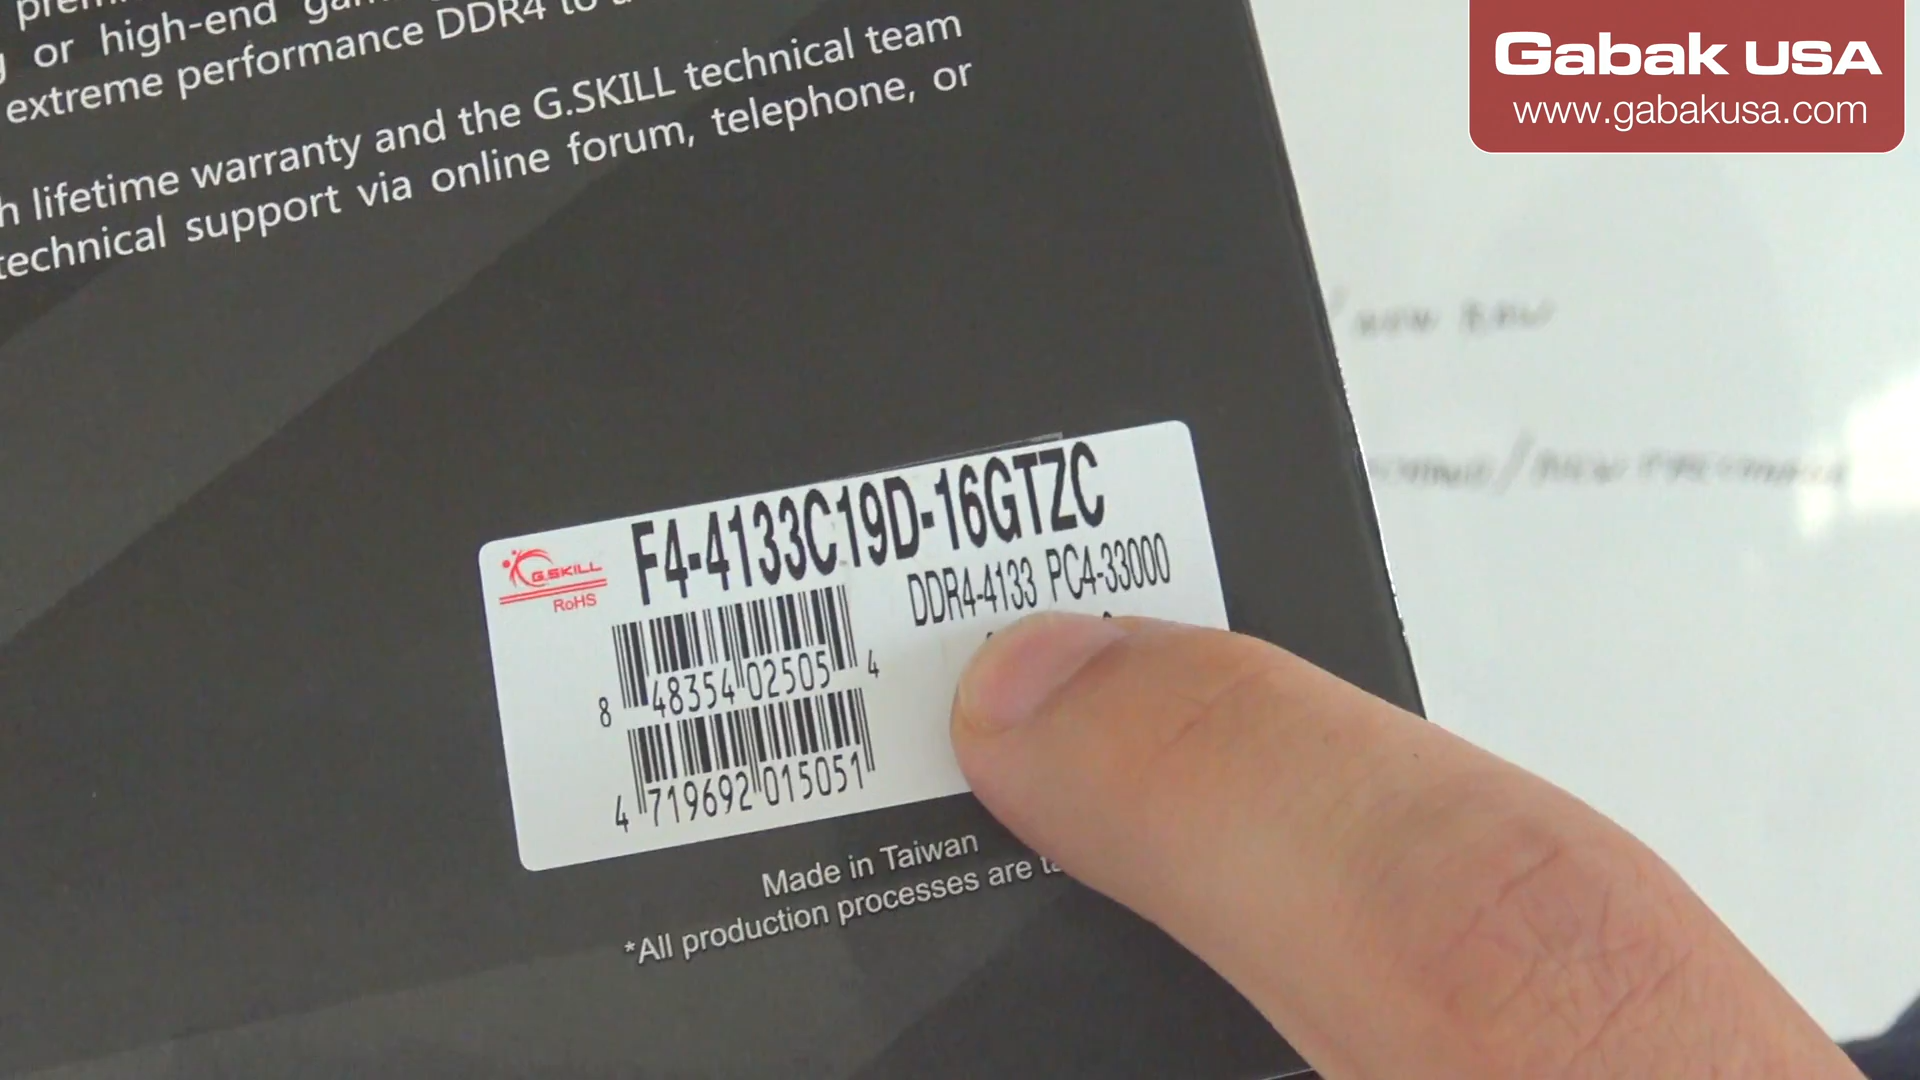 Gabak USA
www.gabakusa.com
or high-end
extreme performance DDR4 to
lifetime warranty and the G.SKILL technical team
technical support via online forum, telephone, or
F4-4133C19D-16GTZC
G.SKILL
RoHS
DDR4-4133 PC4-33000
8 48354 02505 4
4 719692 015051
Made in Taiwan
*All production processes are